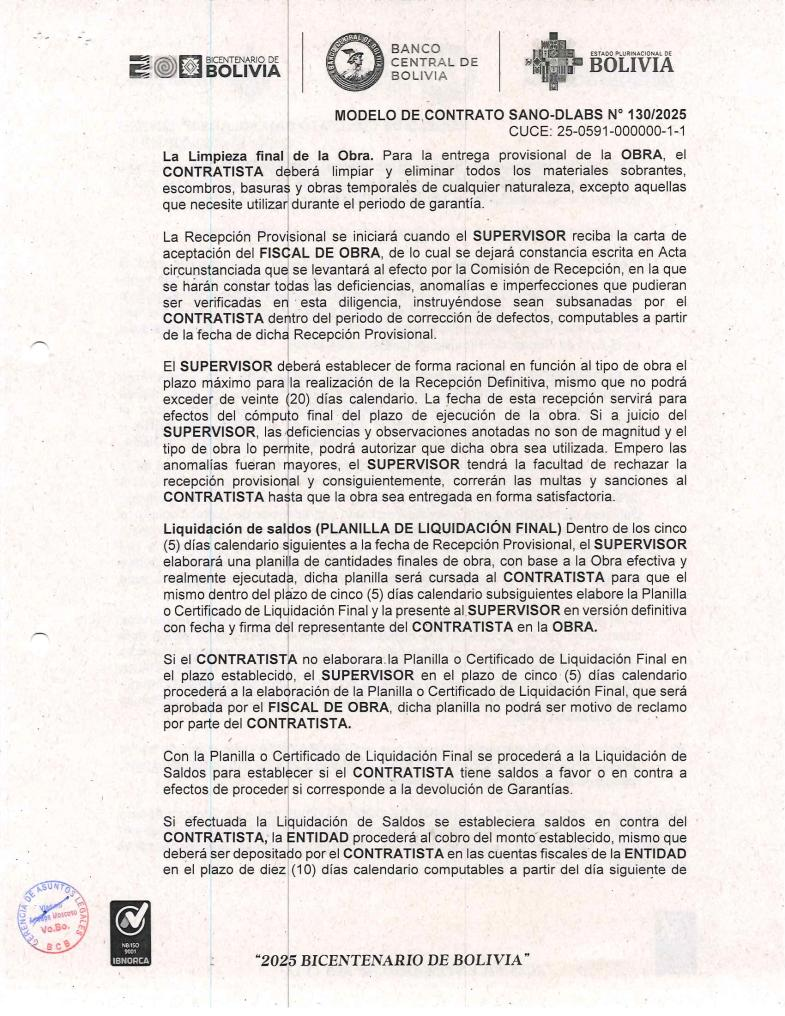 BICENTENARIO DE
BOLIVIA
BANCO CENTRAL DE BOLIVIA
BANCO
CENTRAL DE
BOLIVIA
ESTADO PLURINACIONAL DE
BOLIVIA
MODELO DE CONTRATO SANO-DLABS N° 130/2025
CUCE: 25-0591-000000-1-1
La Limpieza final de la Obra. Para la entrega provisional de la OBRA, el
CONTRATISTA deberá limpiar y eliminar todos los materiales sobrantes,
escombros, basuras y obras temporales de cualquier naturaleza, excepto aquellas
que necesite utilizar durante el periodo de garantía.
La Recepción Provisional se iniciará cuando el SUPERVISOR reciba la carta de
aceptación del FISCAL DE OBRA, de lo cual se dejará constancia escrita en Acta
circunstanciada que se levantará al efecto por la Comisión de Recepción, en la que
se harán constar todas las deficiencias, anomalías e imperfecciones que pudieran
ser verificadas en esta diligencia, instruyéndose sean subsanadas por el
CONTRATISTA dentro del periodo de corrección de defectos, computables a partir
de la fecha de dicha Recepción Provisional.
El SUPERVISOR deberá establecer de forma racional en función al tipo de obra el
plazo máximo para la realización de la Recepción Definitiva, mismo que no podrá
exceder de veinte (20) días calendario. La fecha de esta recepción servirá para
efectos del cómputo final del plazo de ejecución de la obra. Si a juicio del
SUPERVISOR, las deficiencias y observaciones anotadas no son de magnitud y el
tipo de obra lo permite, podrá autorizar que dicha obra sea utilizada. Empero las
anomalías fueran mayores, el SUPERVISOR tendrá la facultad de rechazar la
recepción provisional y consiguientemente, correrán las multas y sanciones al
CONTRATISTA hasta que la obra sea entregada en forma satisfactoria.
Liquidación de saldos (PLANILLA DE LIQUIDACIÓN FINAL) Dentro de los cinco
(5) días calendario siguientes a la fecha de Recepción Provisional, el SUPERVISOR
elaborará una planilla de cantidades finales de obra, con base a la Obra efectiva y
realmente ejecutada, dicha planilla será cursada al CONTRATISTA para que el
mismo dentro del plazo de cinco (5) días calendario subsiguientes elabore la Planilla
o Certificado de Liquidación Final y la presente al SUPERVISOR en versión definitiva
con fecha y firma del representante del CONTRATISTA en la OBRA.
Si el CONTRATISTA no elaborara la Planilla o Certificado de Liquidación Final en
el plazo establecido, el SUPERVISOR en el plazo de cinco (5) días calendario
procederá a la elaboración de la Planilla o Certificado de Liquidación Final, que será
aprobada por el FISCAL DE OBRA, dicha planilla no podrá ser motivo de reclamo
por parte del CONTRATISTA.
Con la Planilla o Certificado de Liquidación Final se procederá a la Liquidación de
Saldos para establecer si el CONTRATISTA tiene saldos a favor o en contra a
efectos de proceder si corresponde a la devolución de Garantías.
Si efectuada la Liquidación de Saldos se estableciera saldos en contra del
CONTRATISTA, la ENTIDAD procederá al cobro del monto establecido, mismo que
deberá ser depositado por el CONTRATISTA en las cuentas fiscales de la ENTIDAD
en el plazo de diez (10) días calendario computables a partir del día siguiente de
GERENCIA DE ASUNTOS LEGALES
Moscoso
Vo.Bo.
BCB
NB/ISO
9001
IBNORCA
"2025 BICENTENARIO DE BOLIVIA"